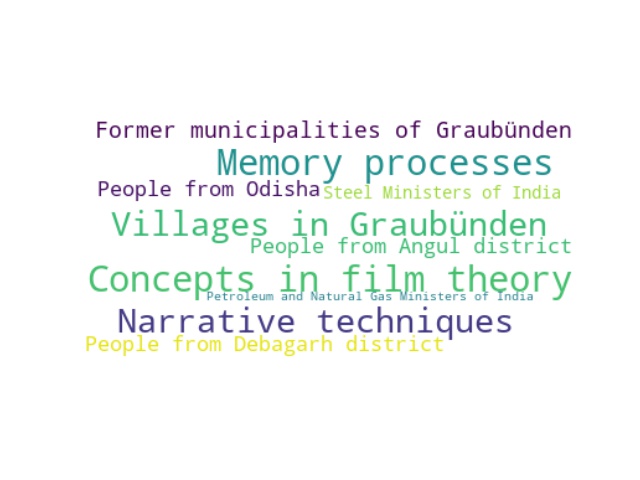 Former municipalities of Graubünden
Memory processes
People from Odisha
Steel Ministers of India
Villages in Graubünden
People from Angul district
Concepts in film theory
Petroleum and Natural Gas Ministers of India
Narrative techniques
People from Debagarh district